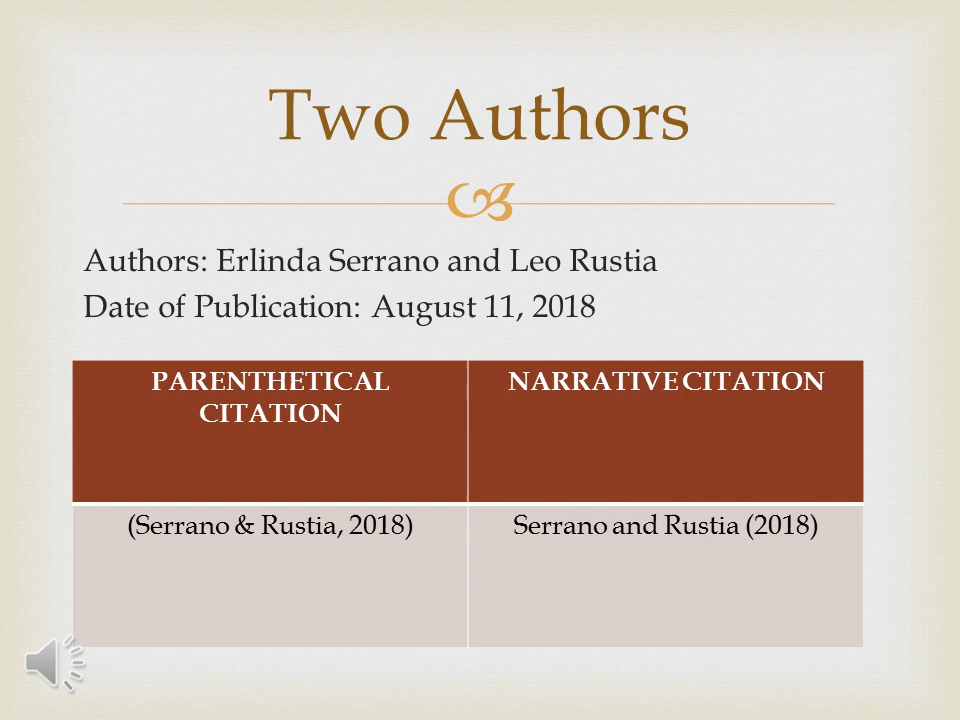 Two Authors
Authors: Erlinda Serrano and Leo Rustia
Date of Publication: August 11, 2018
PARENTHETICAL
CITATION
NARRATIVE CITATION
(Serrano & Rustia, 2018)
Serrano and Rustia (2018)